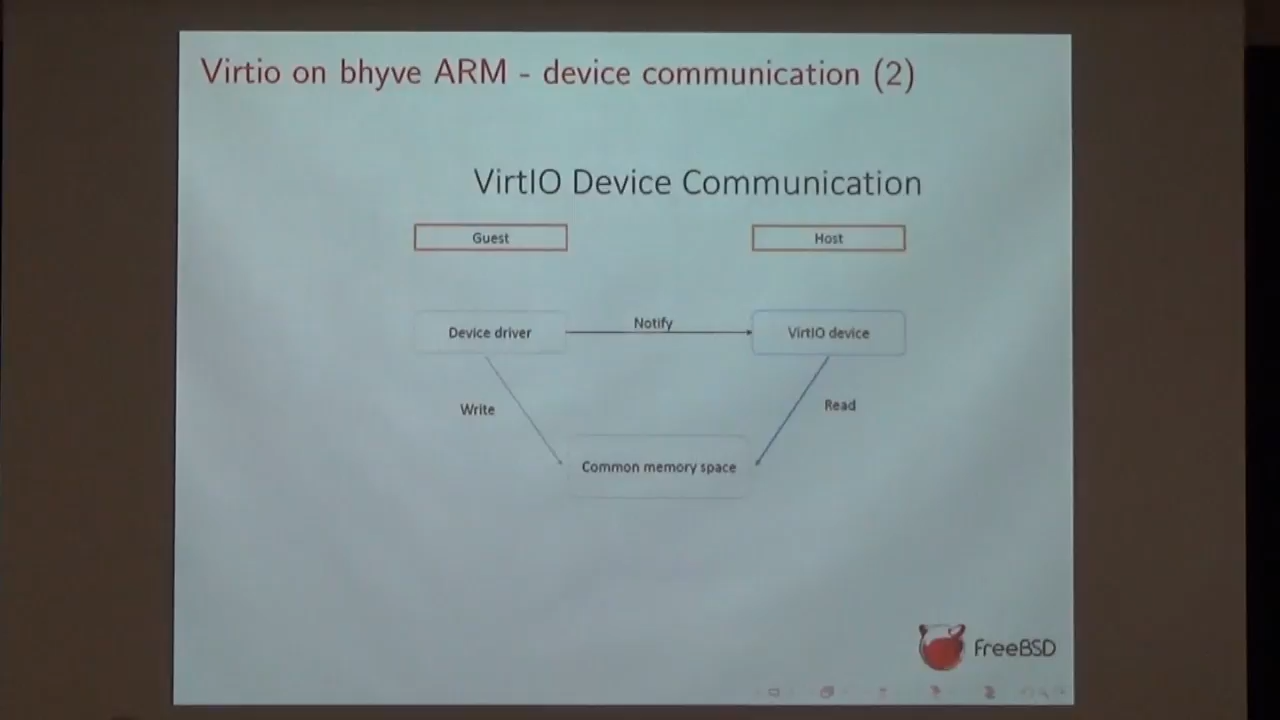 Virtio on bhyve ARM - device communication (2)
VirtIO Device Communication
Guest
Host
Device driver
Notify
VirtIO device
Write
Read
Common memory space
FreeBSD